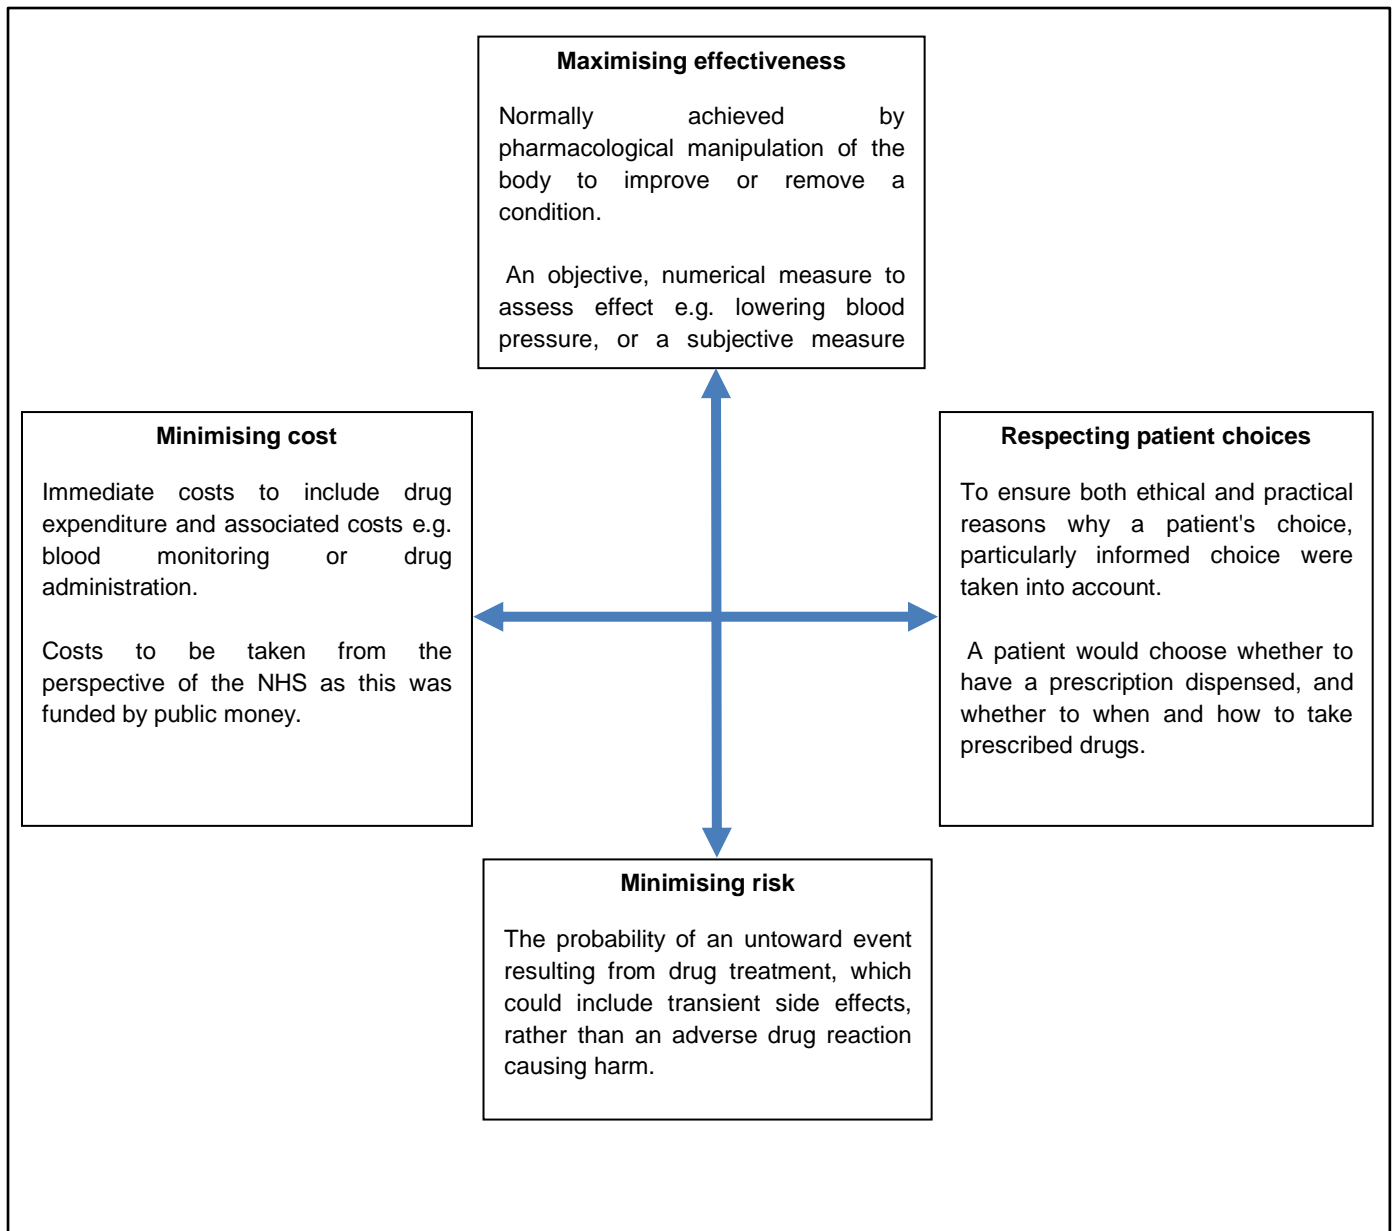 Maximising effectiveness
Normally achieved by
pharmacological manipulation of the
body to improve or remove a
condition.
An objective, numerical measure to
assess effect e.g. lowering blood
pressure, or a subjective measure
Minimising cost
Immediate costs to include drug
expenditure and associated costs e.g.
blood monitoring or drug
administration.
Costs to be taken from the
perspective of the NHS as this was
funded by public money.
Respecting patient choices
To ensure both ethical and practical
reasons why a patient's choice,
particularly informed choice were
taken into account.
A patient would choose whether to
have a prescription dispensed, and
whether to when and how to take
prescribed drugs.
Minimising risk
The probability of an untoward event
resulting from drug treatment, which
could include transient side effects,
rather than an adverse drug reaction
causing harm.